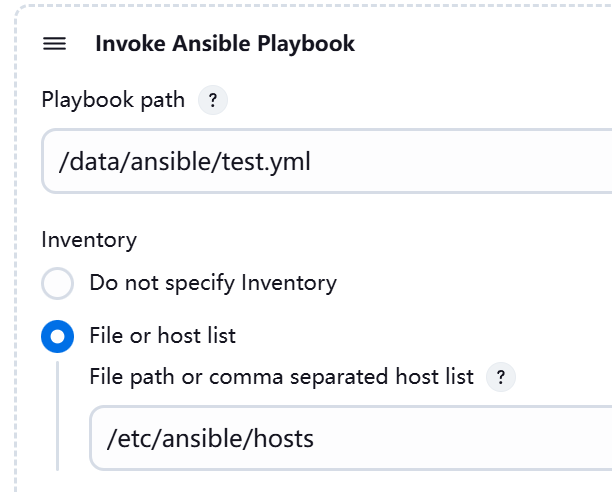 Invoke Ansible Playbook
Playbook path ?
/data/ansible/test.yml
Inventory
Do not specify Inventory
File or host list
File path or comma separated host list ?
/etc/ansible/hosts